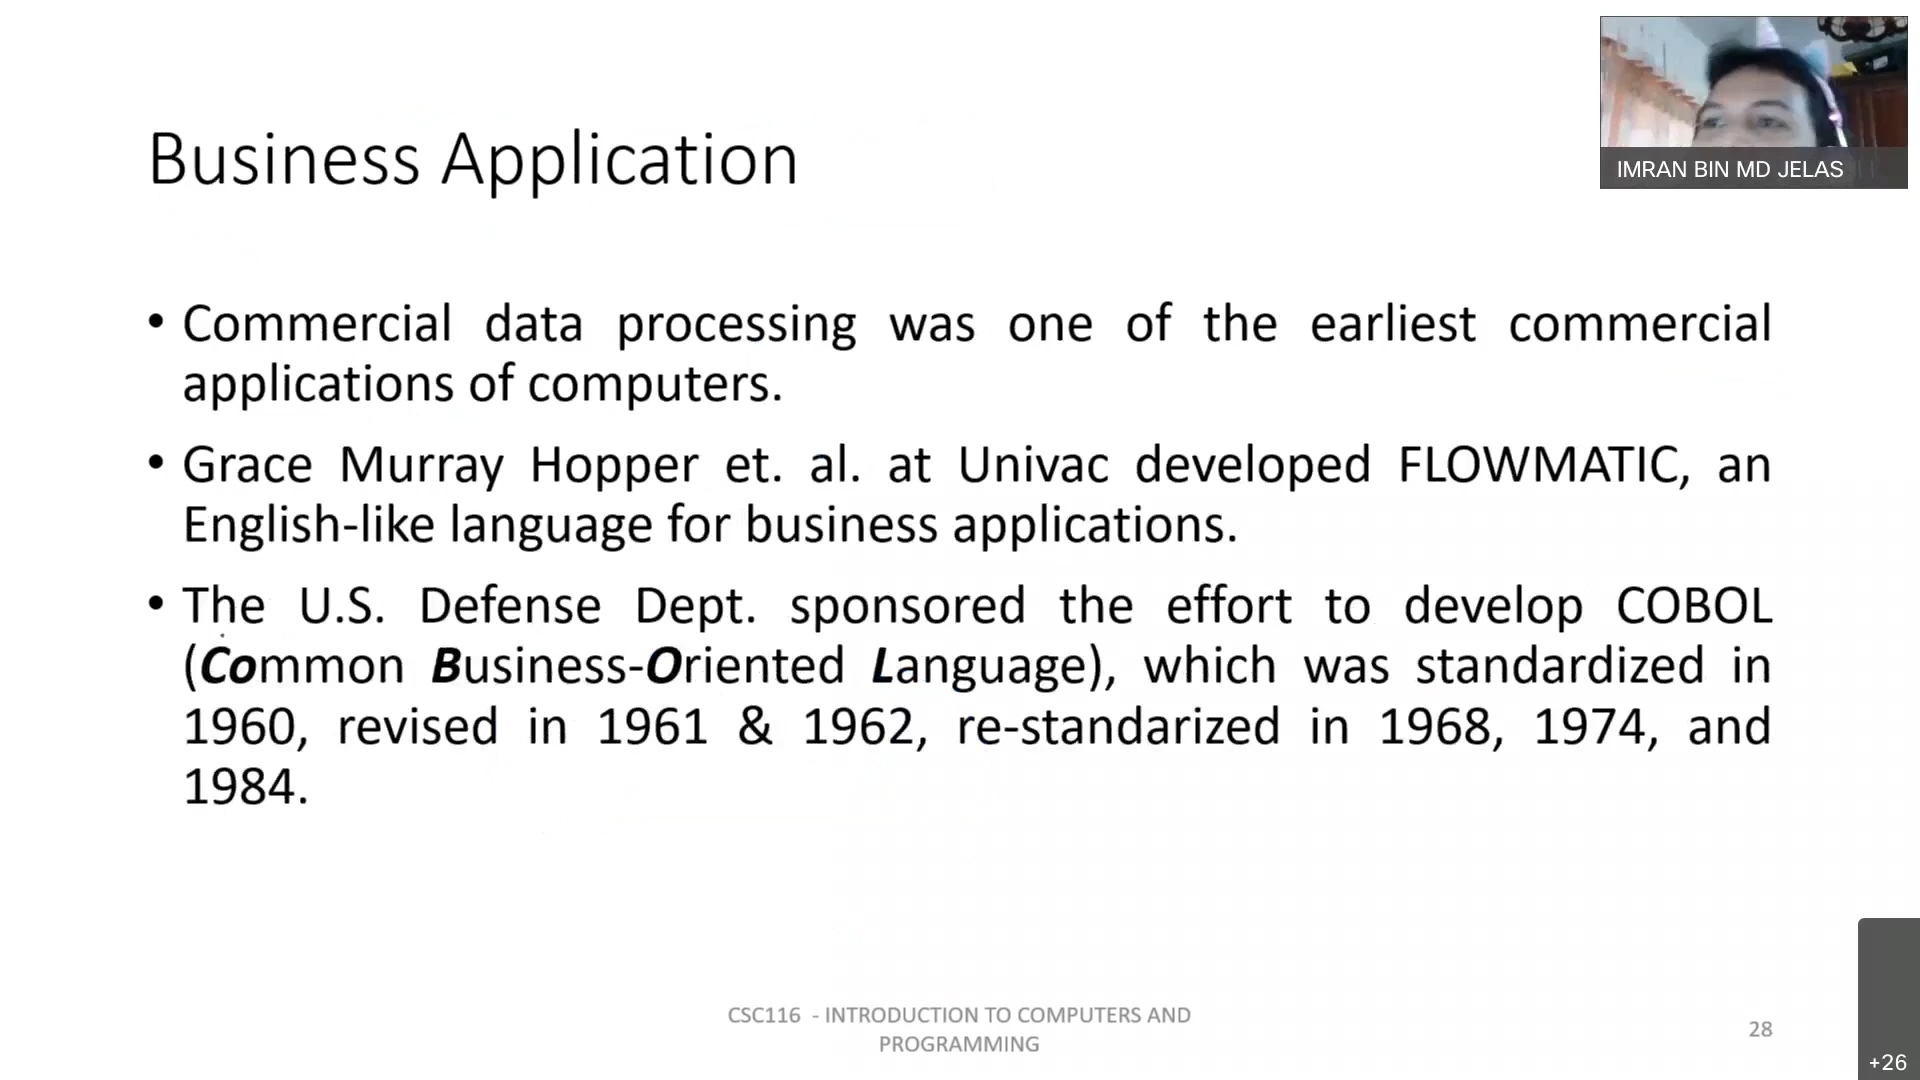 Business Application
IMRAN BIN MD JELAS
• Commercial data processing was one of the earliest commercial
applications of computers.
• Grace Murray Hopper et. al. at Univac developed FLOWMATIC, an
English-like language for business applications.
• The U.S. Defense Dept. sponsored the effort to develop COBOL
(Common Business-Oriented Language), which was standardized in
1960, revised in 1961 & 1962, re-standarized in 1968, 1974, and
1984.
CSC116 - INTRODUCTION TO COMPUTERS AND
PROGRAMMING
28
+26